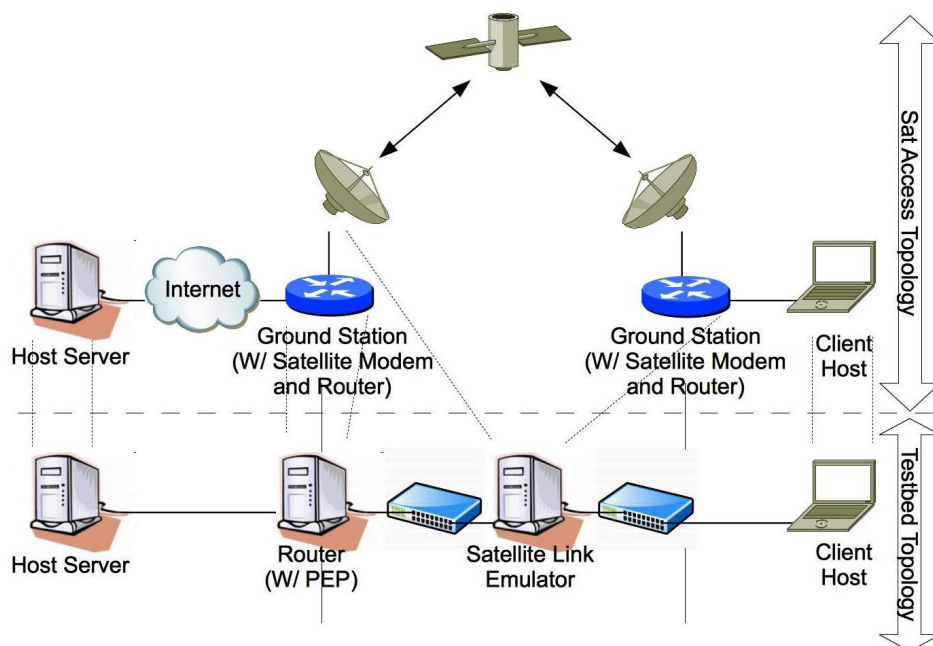 Sat Access Topology
Internet
Host Server
Ground Station
(W/ Satellite Modem
and Router)
Ground Station
(W/ Satellite Modem
and Router)
Client
Host
Testbed Topology
Host Server
Router
(W/ PEP)
Satellite Link
Emulator
Client
Host